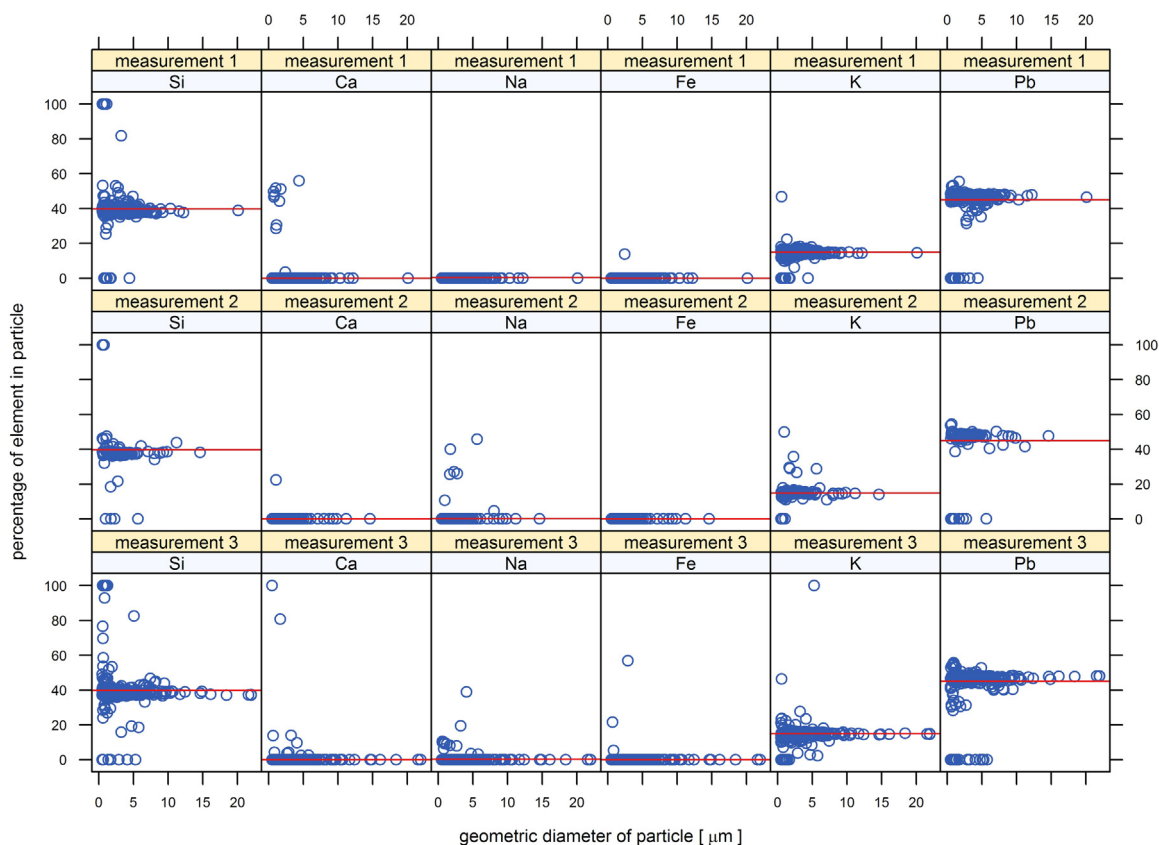 0 5 10 15 20 0 5 10 15 20 0 5 10 15 20
measurement 1 measurement 1 measurement 1 measurement 1 measurement 1 measurement 1
Si Ca Na Fe K Pb
100
80
60
40
20
0
measurement 2 measurement 2 measurement 2 measurement 2 measurement 2 measurement 2
Si Ca Na Fe K Pb
100
80
60
40
20
0
measurement 3 measurement 3 measurement 3 measurement 3 measurement 3 measurement 3
Si Ca Na Fe K Pb
100
80
60
40
20
0
0 5 10 15 20 0 5 10 15 20 0 5 10 15 20
percentage of element in particle
geometric diameter of particle [ μm ]